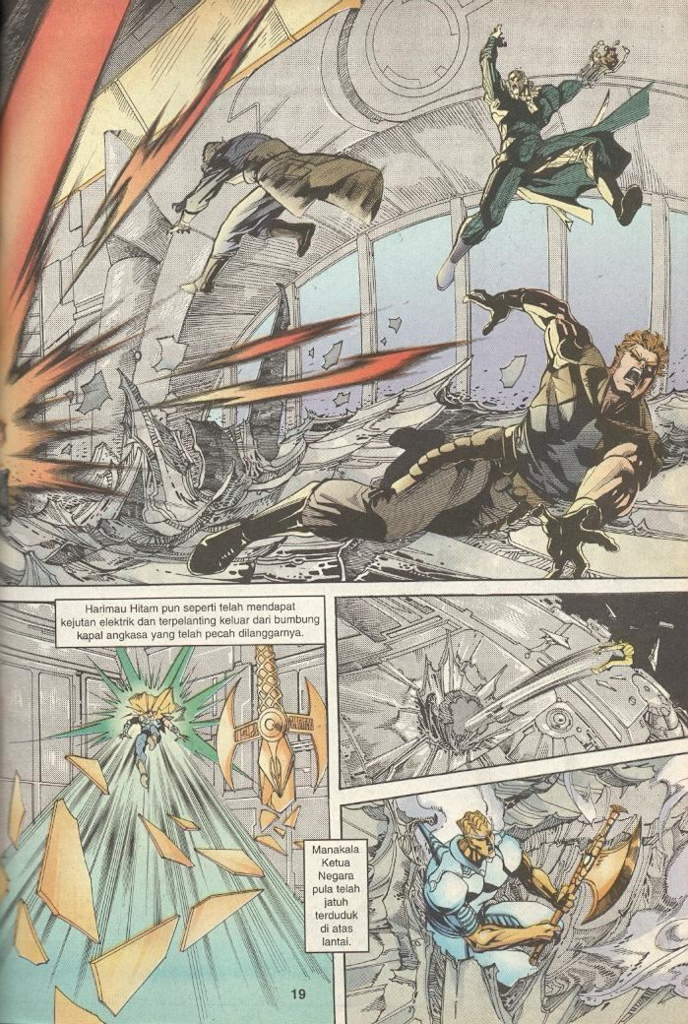 Harimau Hitam pun seperti telah mendapat
kejutan elektrik dan terpelanting keluar dari bumbung
kapal angkasa yang telah pecah dilanggarnya.
Manakala
Ketua
Negara
pula telah
jatuh
terduduk
di atas
lantai.
19